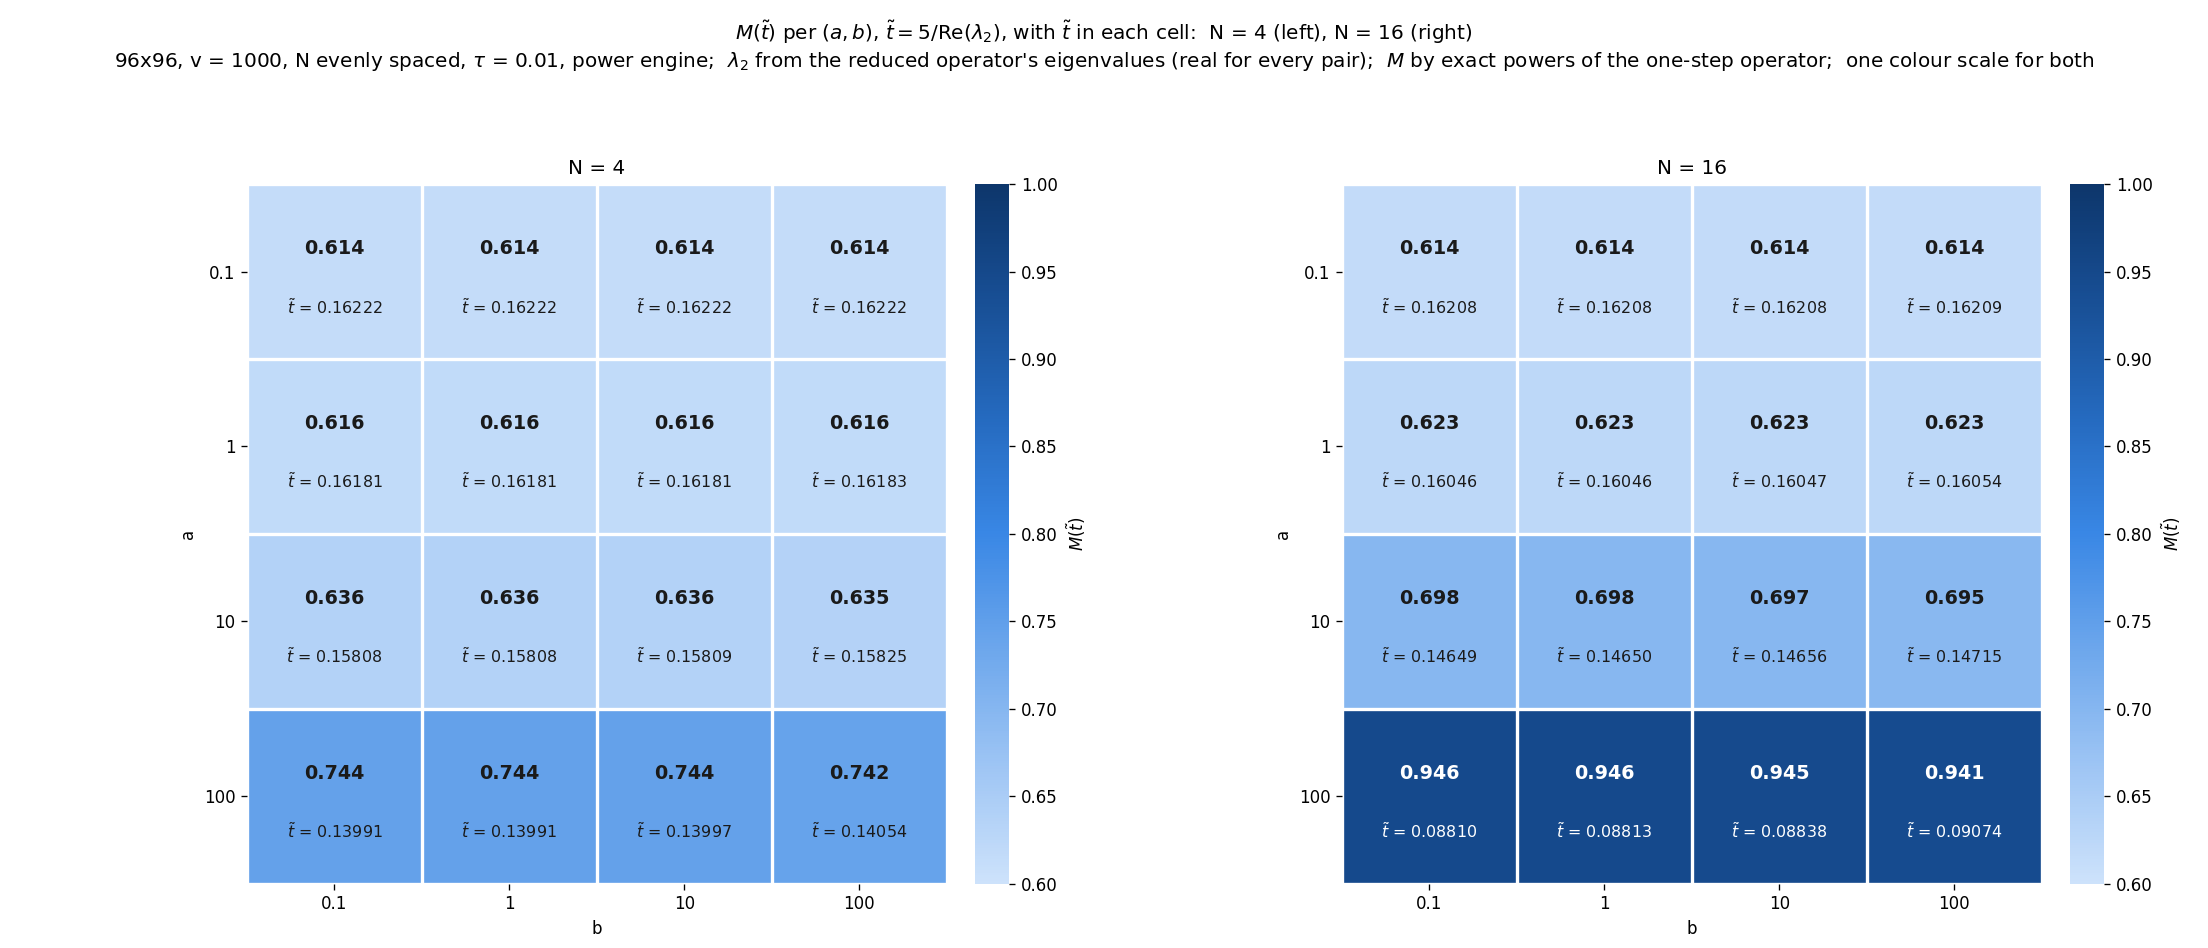 M(t̃) per (a, b), t̃ = 5/Re(λ₂), with t̃ in each cell:  N = 4 (left), N = 16 (right)
96x96, v = 1000, N evenly spaced, τ = 0.01, power engine;  λ₂ from the reduced operator's eigenvalues (real for every pair);  M by exact powers of the one-step operator;  one colour scale for both
N = 4
0.1
0.614 0.614 0.614 0.614
t̃ = 0.16222 t̃ = 0.16222 t̃ = 0.16222 t̃ = 0.16222
1
0.616 0.616 0.616 0.616
t̃ = 0.16181 t̃ = 0.16181 t̃ = 0.16181 t̃ = 0.16183
a
10
0.636 0.636 0.636 0.635
t̃ = 0.15808 t̃ = 0.15808 t̃ = 0.15809 t̃ = 0.15825
100
0.744 0.744 0.744 0.742
t̃ = 0.13991 t̃ = 0.13991 t̃ = 0.13997 t̃ = 0.14054
0.1 1 10 100
b
1.00
0.95
0.90
0.85
0.80
0.75
0.70
0.65
0.60
M(t̃)
N = 16
0.1
0.614 0.614 0.614 0.614
t̃ = 0.16208 t̃ = 0.16208 t̃ = 0.16208 t̃ = 0.16209
1
0.623 0.623 0.623 0.623
t̃ = 0.16046 t̃ = 0.16046 t̃ = 0.16047 t̃ = 0.16054
a
10
0.698 0.698 0.697 0.695
t̃ = 0.14649 t̃ = 0.14650 t̃ = 0.14656 t̃ = 0.14715
100
0.946 0.946 0.945 0.941
t̃ = 0.08810 t̃ = 0.08813 t̃ = 0.08838 t̃ = 0.09074
0.1 1 10 100
b
1.00
0.95
0.90
0.85
0.80
0.75
0.70
0.65
0.60
M(t̃)